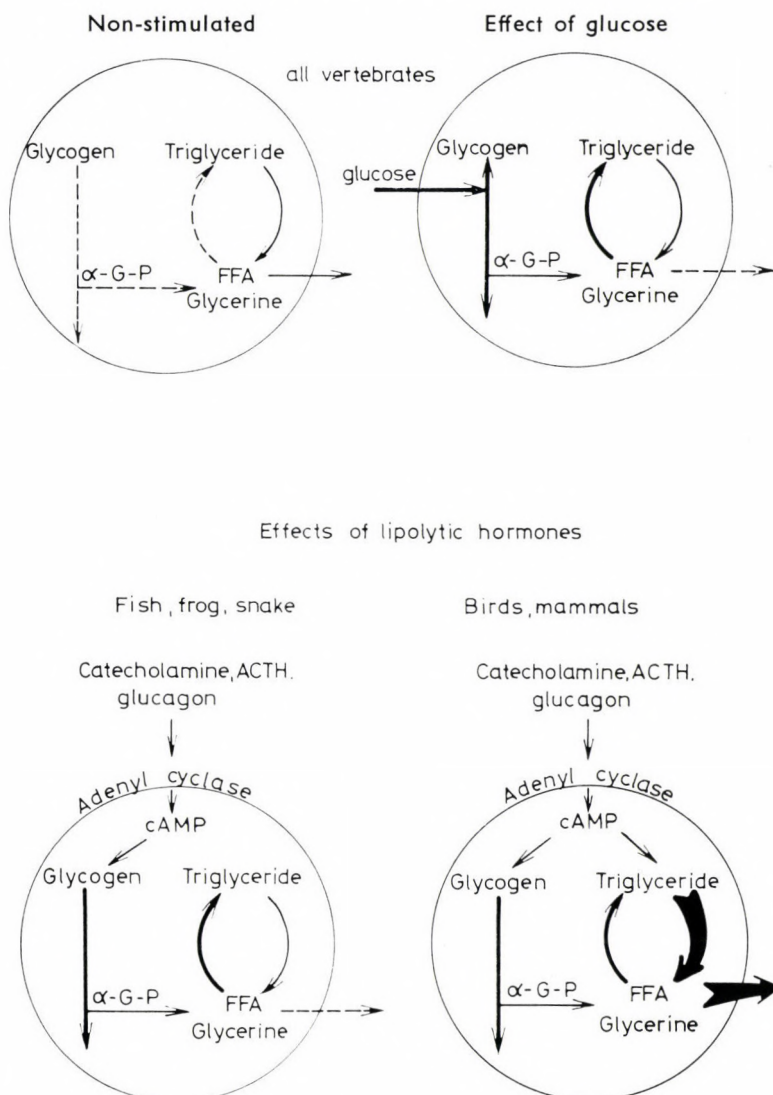 Non-stimulated
Effect of glucose
all vertebrates
Glycogen
Triglyceride
α-G-P
FFA
Glycerine
glucose
Glycogen
Triglyceride
α-G-P
FFA
Glycerine
Effects of lipolytic hormones
Fish, frog, snake
Catecholamine, ACTH.
glucagon
Adenyl cyclase
cAMP
Glycogen
Triglyceride
α-G-P
FFA
Glycerine
Birds, mammals
Catecholamine, ACTH,
glucagon
Adenyl cyclase
cAMP
Glycogen
Triglyceride
α-G-P
FFA
Glycerine